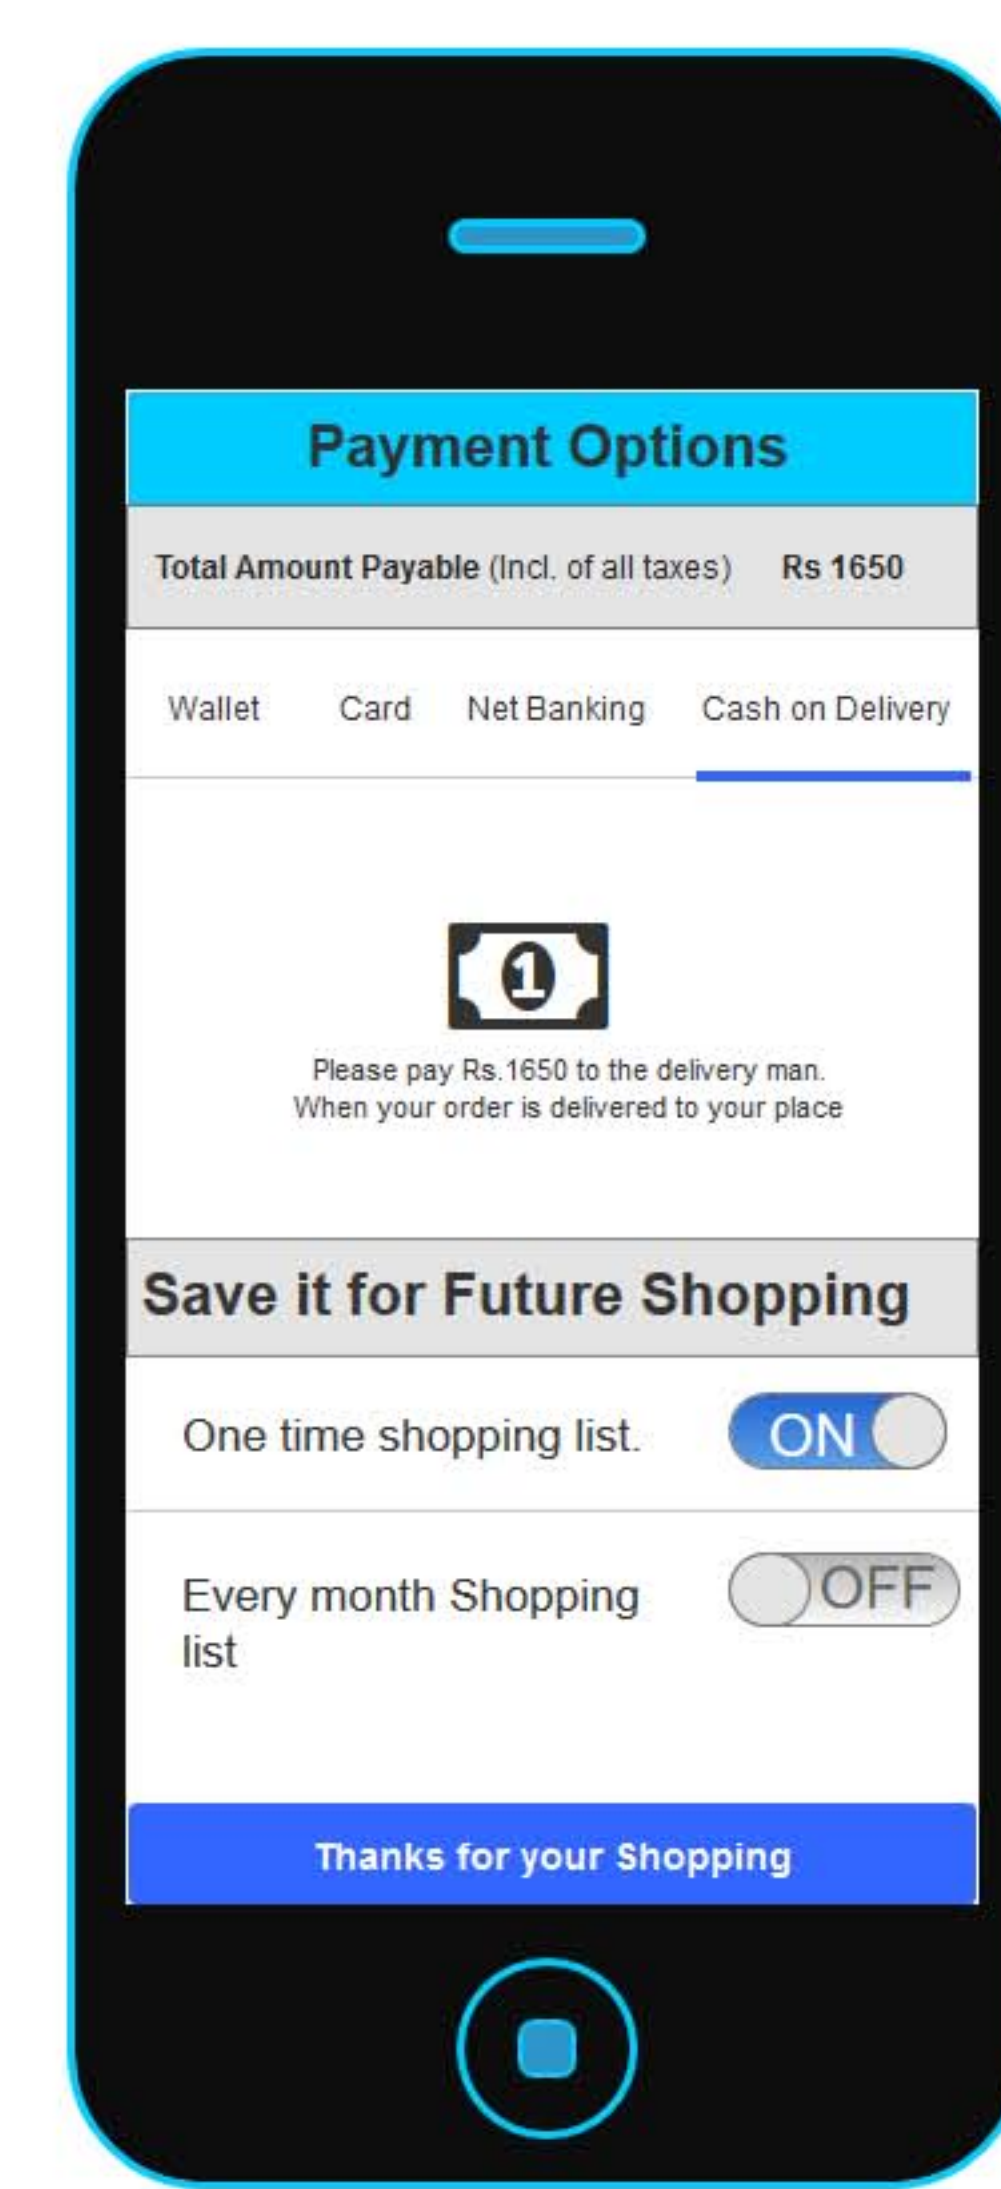 Payment Options
Total Amount Payable (Incl. of all taxes) Rs 1650
Wallet Card Net Banking Cash on Delivery
1
Please pay Rs.1650 to the delivery man.
When your order is delivered to your place
Save it for Future Shopping
One time shopping list. ON
Every month Shopping OFF
list
Thanks for your Shopping